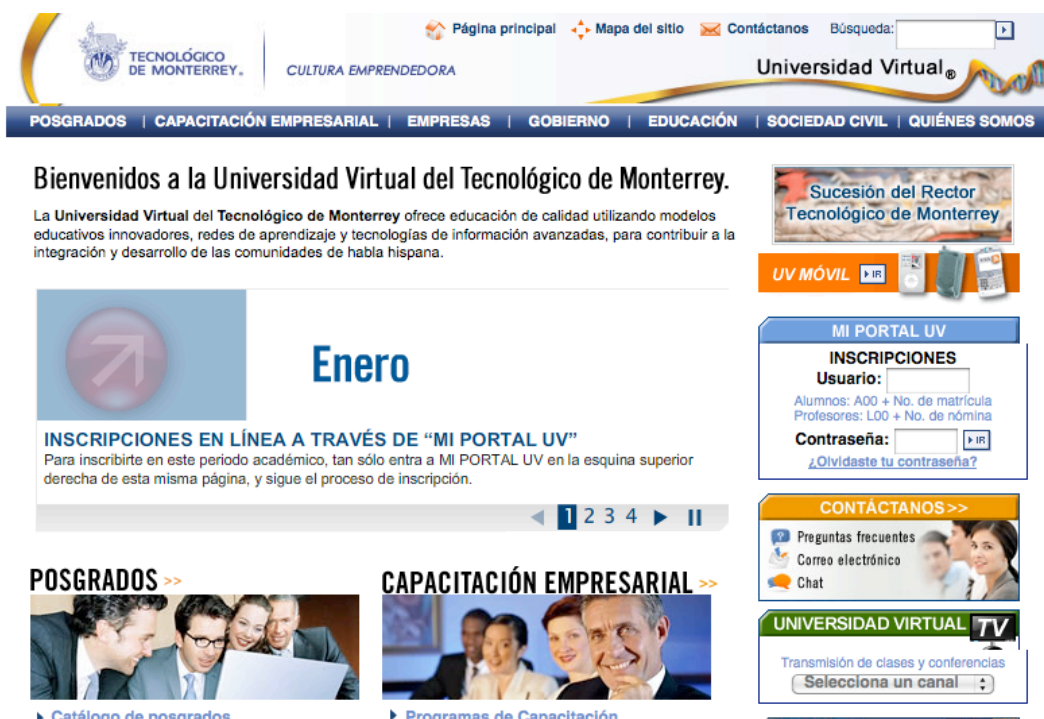 Página principal
Mapa del sitio
Contáctanos
Búsqueda:
TECNOLÓGICO
DE MONTERREY®
CULTURA EMPRENDEDORA
Universidad Virtual®
POSGRADOS | CAPACITACIÓN EMPRESARIAL | EMPRESAS | GOBIERNO | EDUCACIÓN | SOCIEDAD CIVIL | QUIÉNES SOMOS
Bienvenidos a la Universidad Virtual del Tecnológico de Monterrey.
La Universidad Virtual del Tecnológico de Monterrey ofrece educación de calidad utilizando modelos
educativos innovadores, redes de aprendizaje y tecnologías de información avanzadas, para contribuir a la
integración y desarrollo de las comunidades de habla hispana.
Enero
INSCRIPCIONES EN LÍNEA A TRAVÉS DE “MI PORTAL UV”
Para inscribirte en este periodo académico, tan sólo entra a MI PORTAL UV en la esquina superior
derecha de esta misma página, y sigue el proceso de inscripción.
1 2 3 4
POSGRADOS >>
Catálogo de posgrados
CAPACITACIÓN EMPRESARIAL >>
Programas de Capacitación
Sucesión del Rector
Tecnológico de Monterrey
UV MÓVIL IR
MI PORTAL UV
INSCRIPCIONES
Usuario:
Alumnos: A00 + No. de matrícula
Profesores: L00 + No. de nómina
Contraseña: IR
¿Olvidaste tu contraseña?
CONTÁCTANOS>>
Preguntas frecuentes
Correo electrónico
Chat
UNIVERSIDAD VIRTUAL TV
Transmisión de clases y conferencias
Selecciona un canal